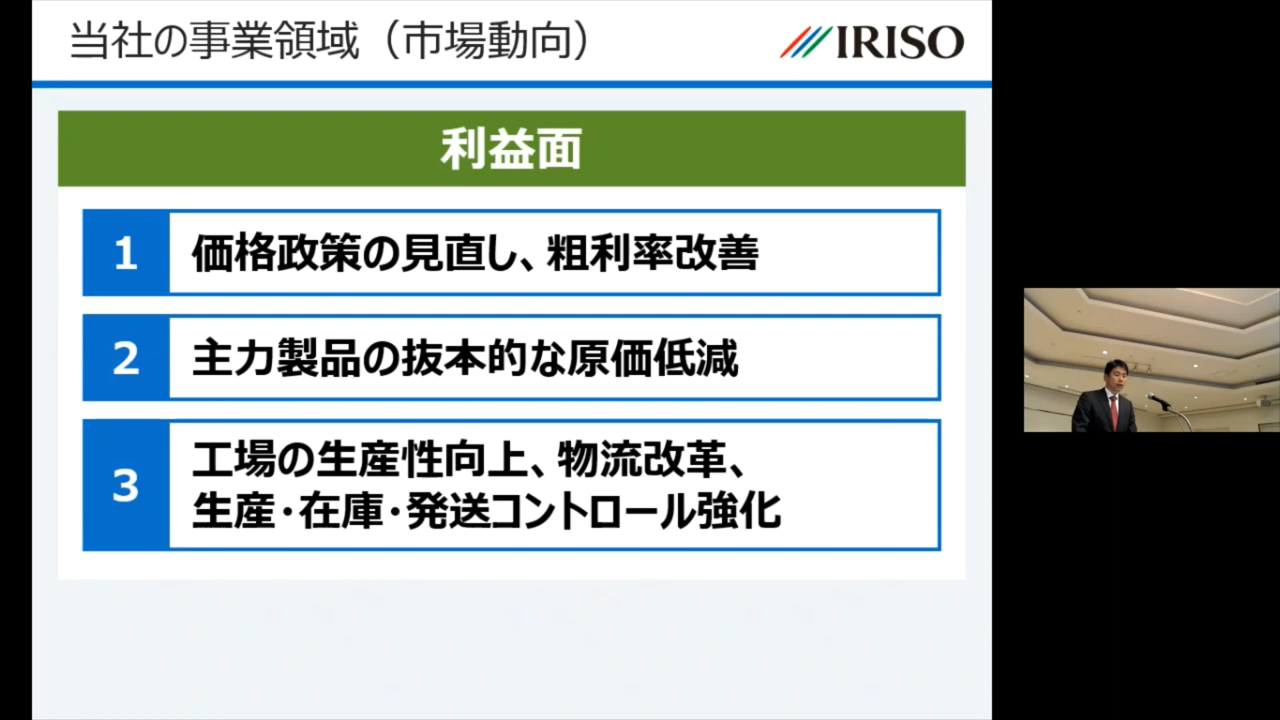 当社の事業領域（市場動向）
IRISO
利益面
1
価格政策の見直し、粗利率改善
2
主力製品の抜本的な原価低減
3
工場の生産性向上、物流改革、
生産・在庫・発送コントロール強化